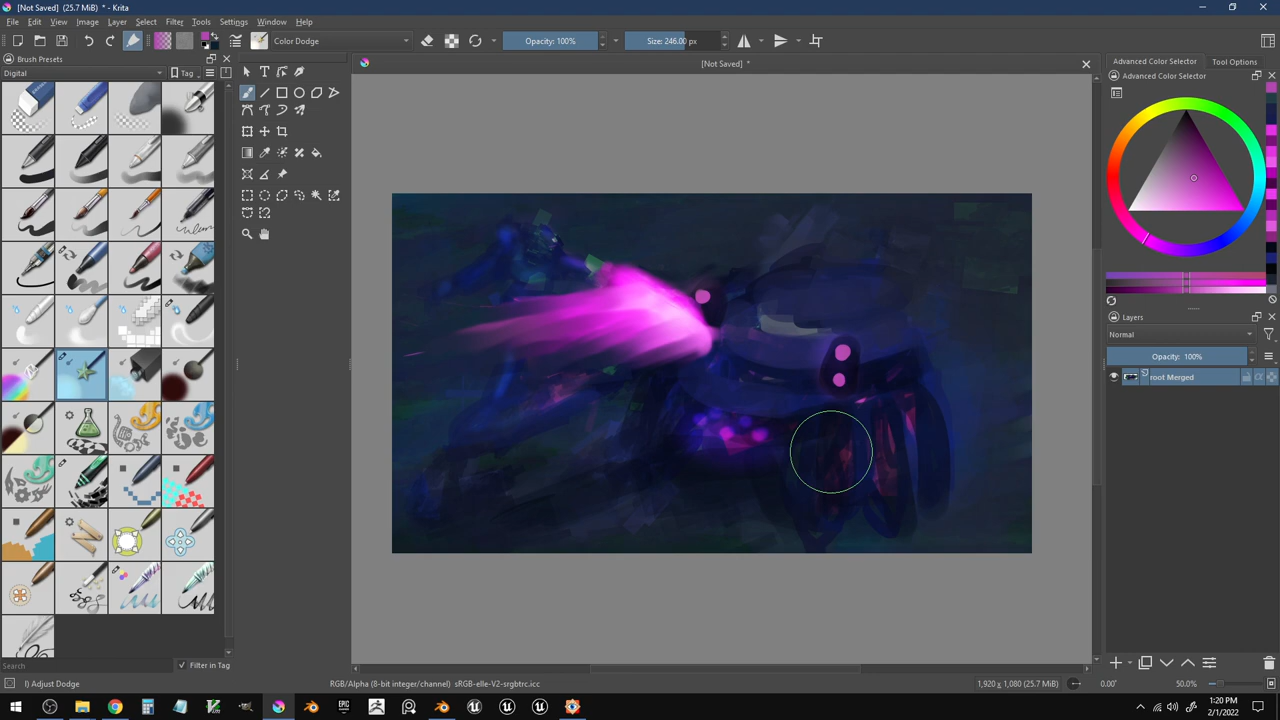 [Not Saved] (25.7 MiB) * - Krita
File Edit View Image Layer Select Filter Tools Settings Window Help
Color Dodge
Opacity: 100%
Size: 246.00 px
Brush Presets
Digital
Tag
[Not Saved] *
Advanced Color Selector
Tool Options
Advanced Color Selector
Layers
Normal
Opacity: 100%
root Merged
Search
Filter in Tag
I) Adjust Dodge
RGB/Alpha (8-bit integer/channel) sRGB-elle-V2-srgbtrc.icc
1,920 x 1,080 (25.7 MiB)
0.00°
50.0%
EPIC
1:20 PM
2/1/2022